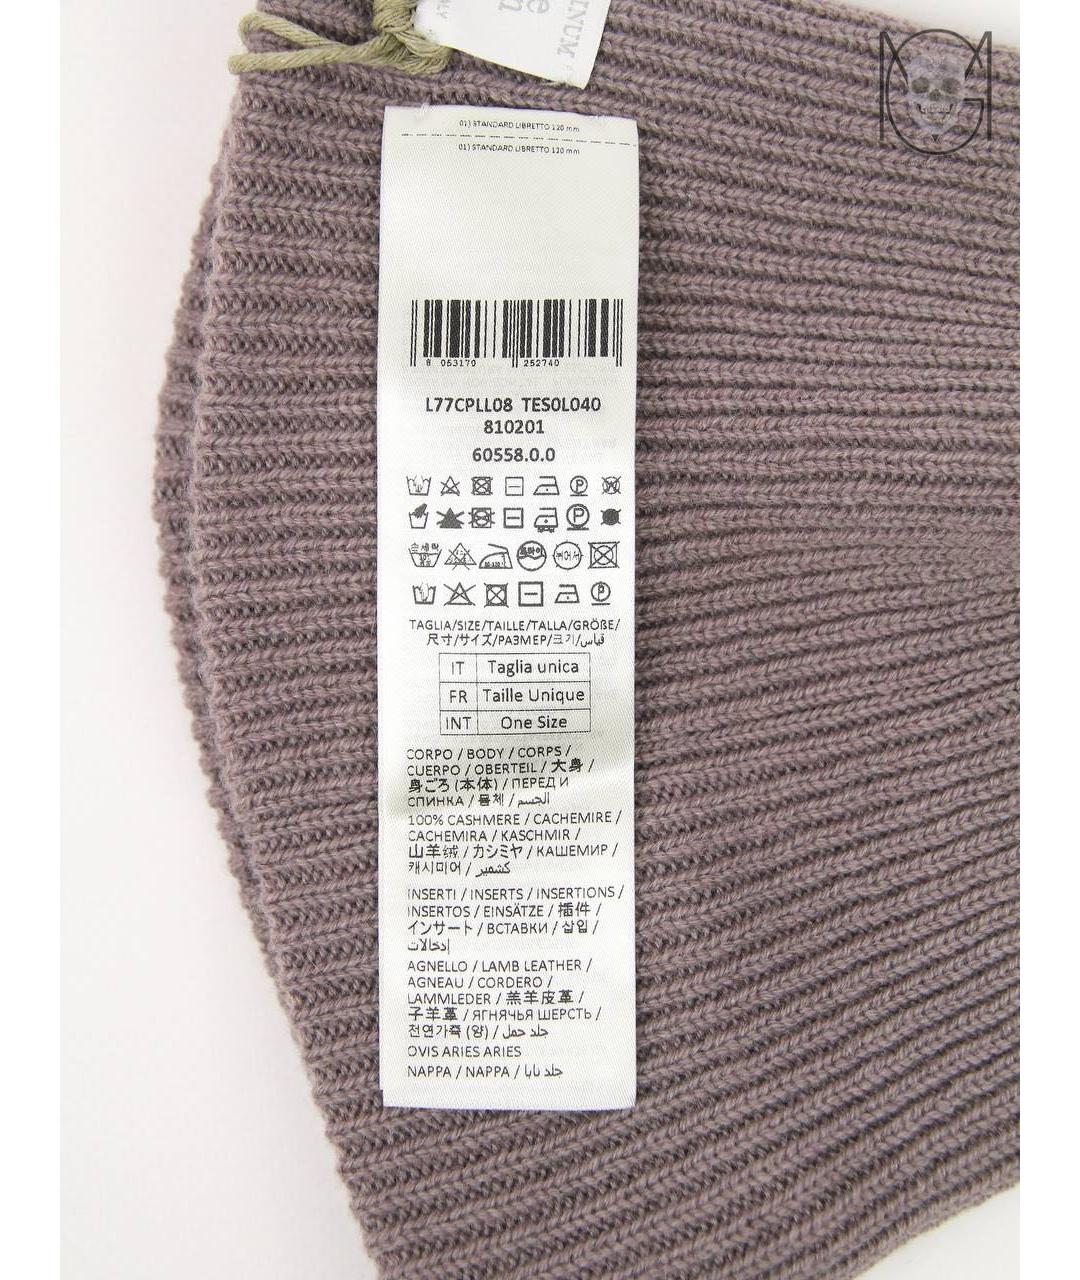 LINUM
01) STANDARD LIBRETTO 120 mm
01) STANDARD LIBRETTO 120 mm
8 053170 252740
L77CPLL08 TES0L040
810201
60558.0.0
TAGLIA/SIZE/TAILLE/TALLA/GRÖßE/
尺寸/サイズ/РАЗМЕР/크기/قياس
IT Taglia unica
FR Taille Unique
INT One Size
CORPO / BODY / CORPS /
CUERPO / OBERTEIL / 大身 /
身ごろ (本体) / ПЕРЕД И
СПИНКА / 몸체 / الجسم
100% CASHMERE / CACHEMIRE /
CACHEMIRA / KASCHMIR /
山羊绒 / カシミヤ / КАШЕМИР /
캐시미어 / كشمير
INSERTI / INSERTS / INSERTIONS /
INSERTOS / EINSÄTZE / 插件 /
インサート / ВСТАВКИ / 삽입 /
إدخالات
AGNELLO / LAMB LEATHER /
AGNEAU / CORDERO /
LAMMLEDER / 羔羊皮革 /
子羊革 / ЯГНЯЧЬЯ ШЕРСТЬ /
천연가죽 (양) / جلد حمل
OVIS ARIES ARIES
NAPPA / NAPPA / جلد نابا